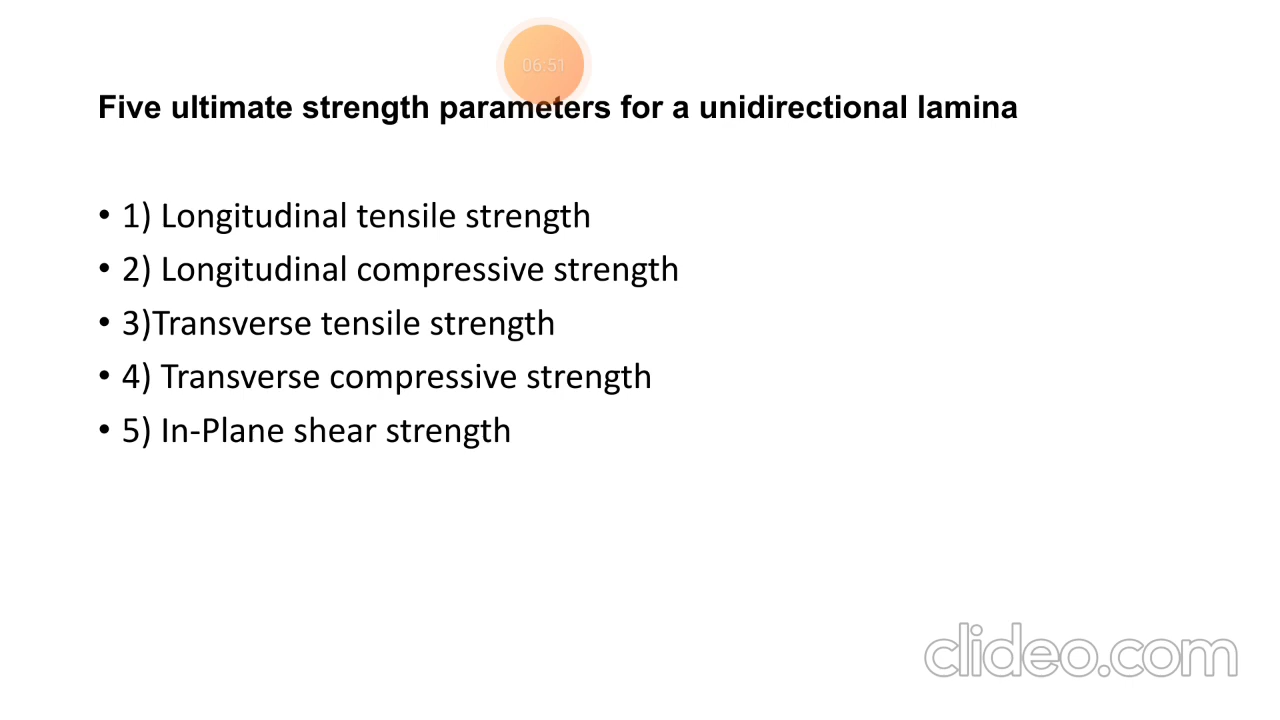 06:51
Five ultimate strength parameters for a unidirectional lamina
• 1) Longitudinal tensile strength
• 2) Longitudinal compressive strength
• 3)Transverse tensile strength
• 4) Transverse compressive strength
• 5) In-Plane shear strength
clideo.com